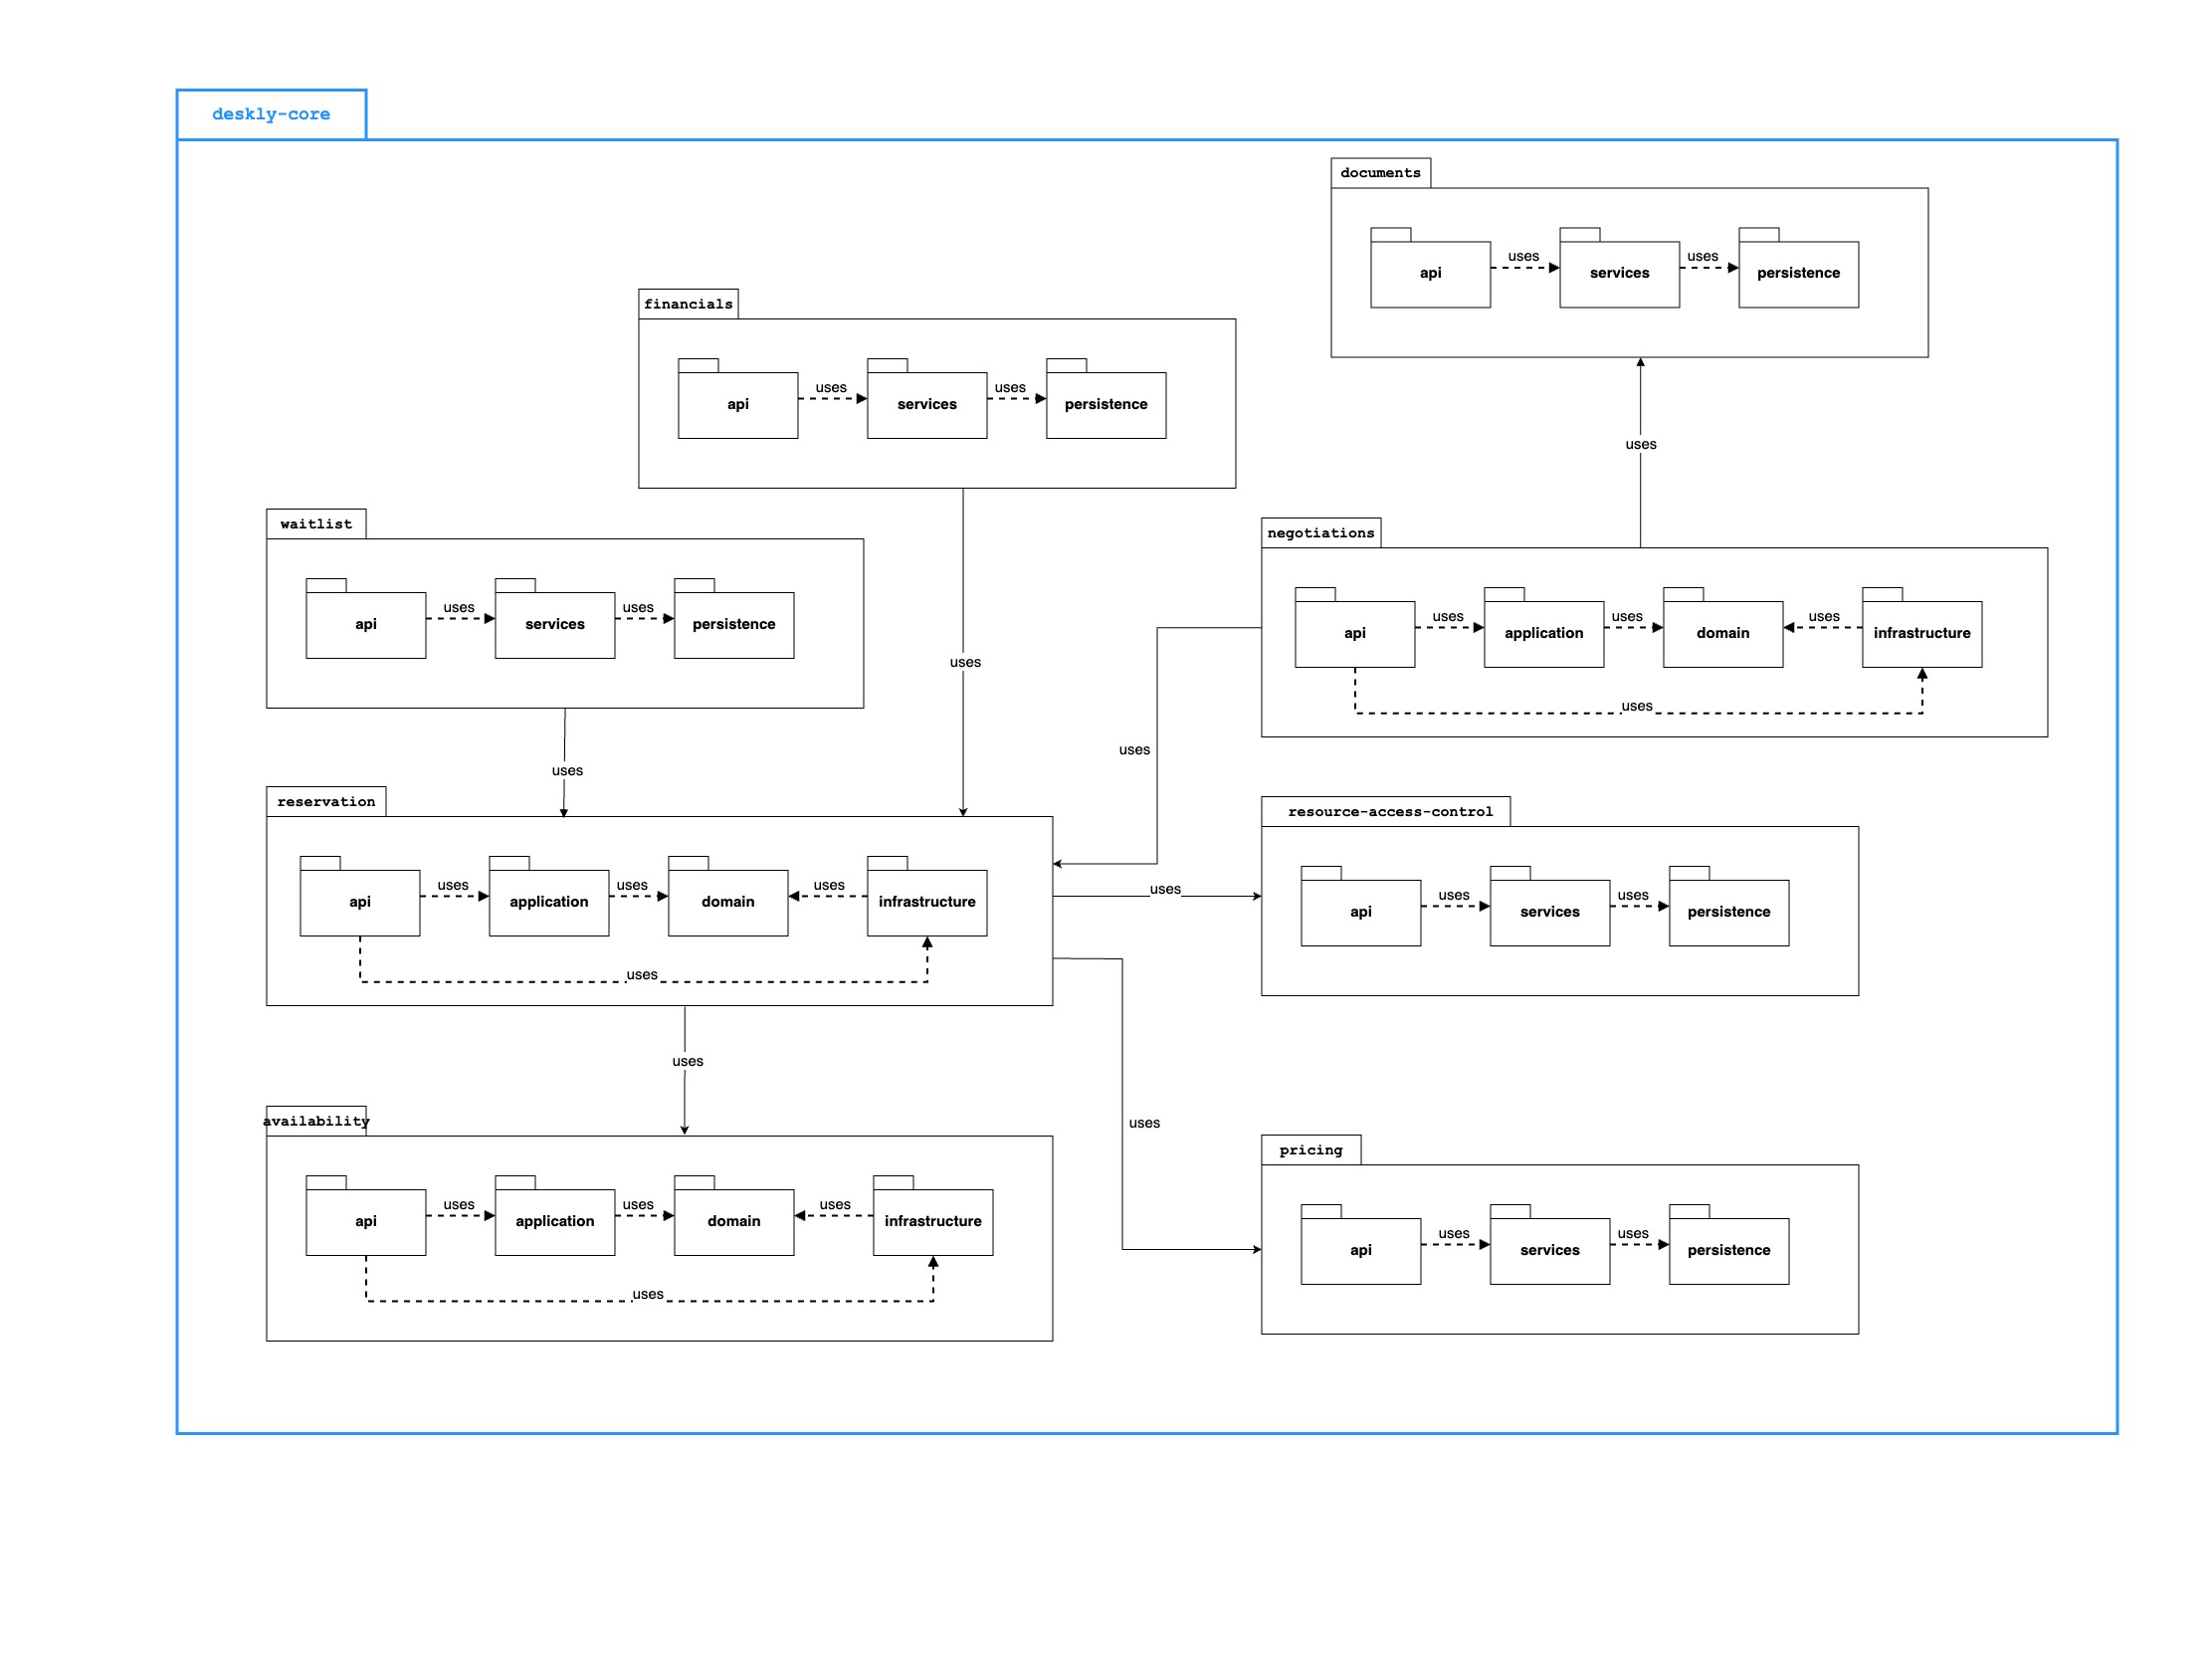 deskly-core
documents
uses
uses
api
services
persistence
financials
uses
uses
api
services
persistence
uses
waitlist
negotiations
uses
uses
api
services
persistence
uses
uses
uses
api
application
domain
infrastructure
uses
uses
uses
uses
reservation
resource-access-control
uses
uses
uses
api
application
domain
infrastructure
uses
uses
uses
uses
api
services
persistence
uses
uses
availability
uses
pricing
uses
uses
uses
api
application
domain
infrastructure
uses
uses
uses
api
services
persistence